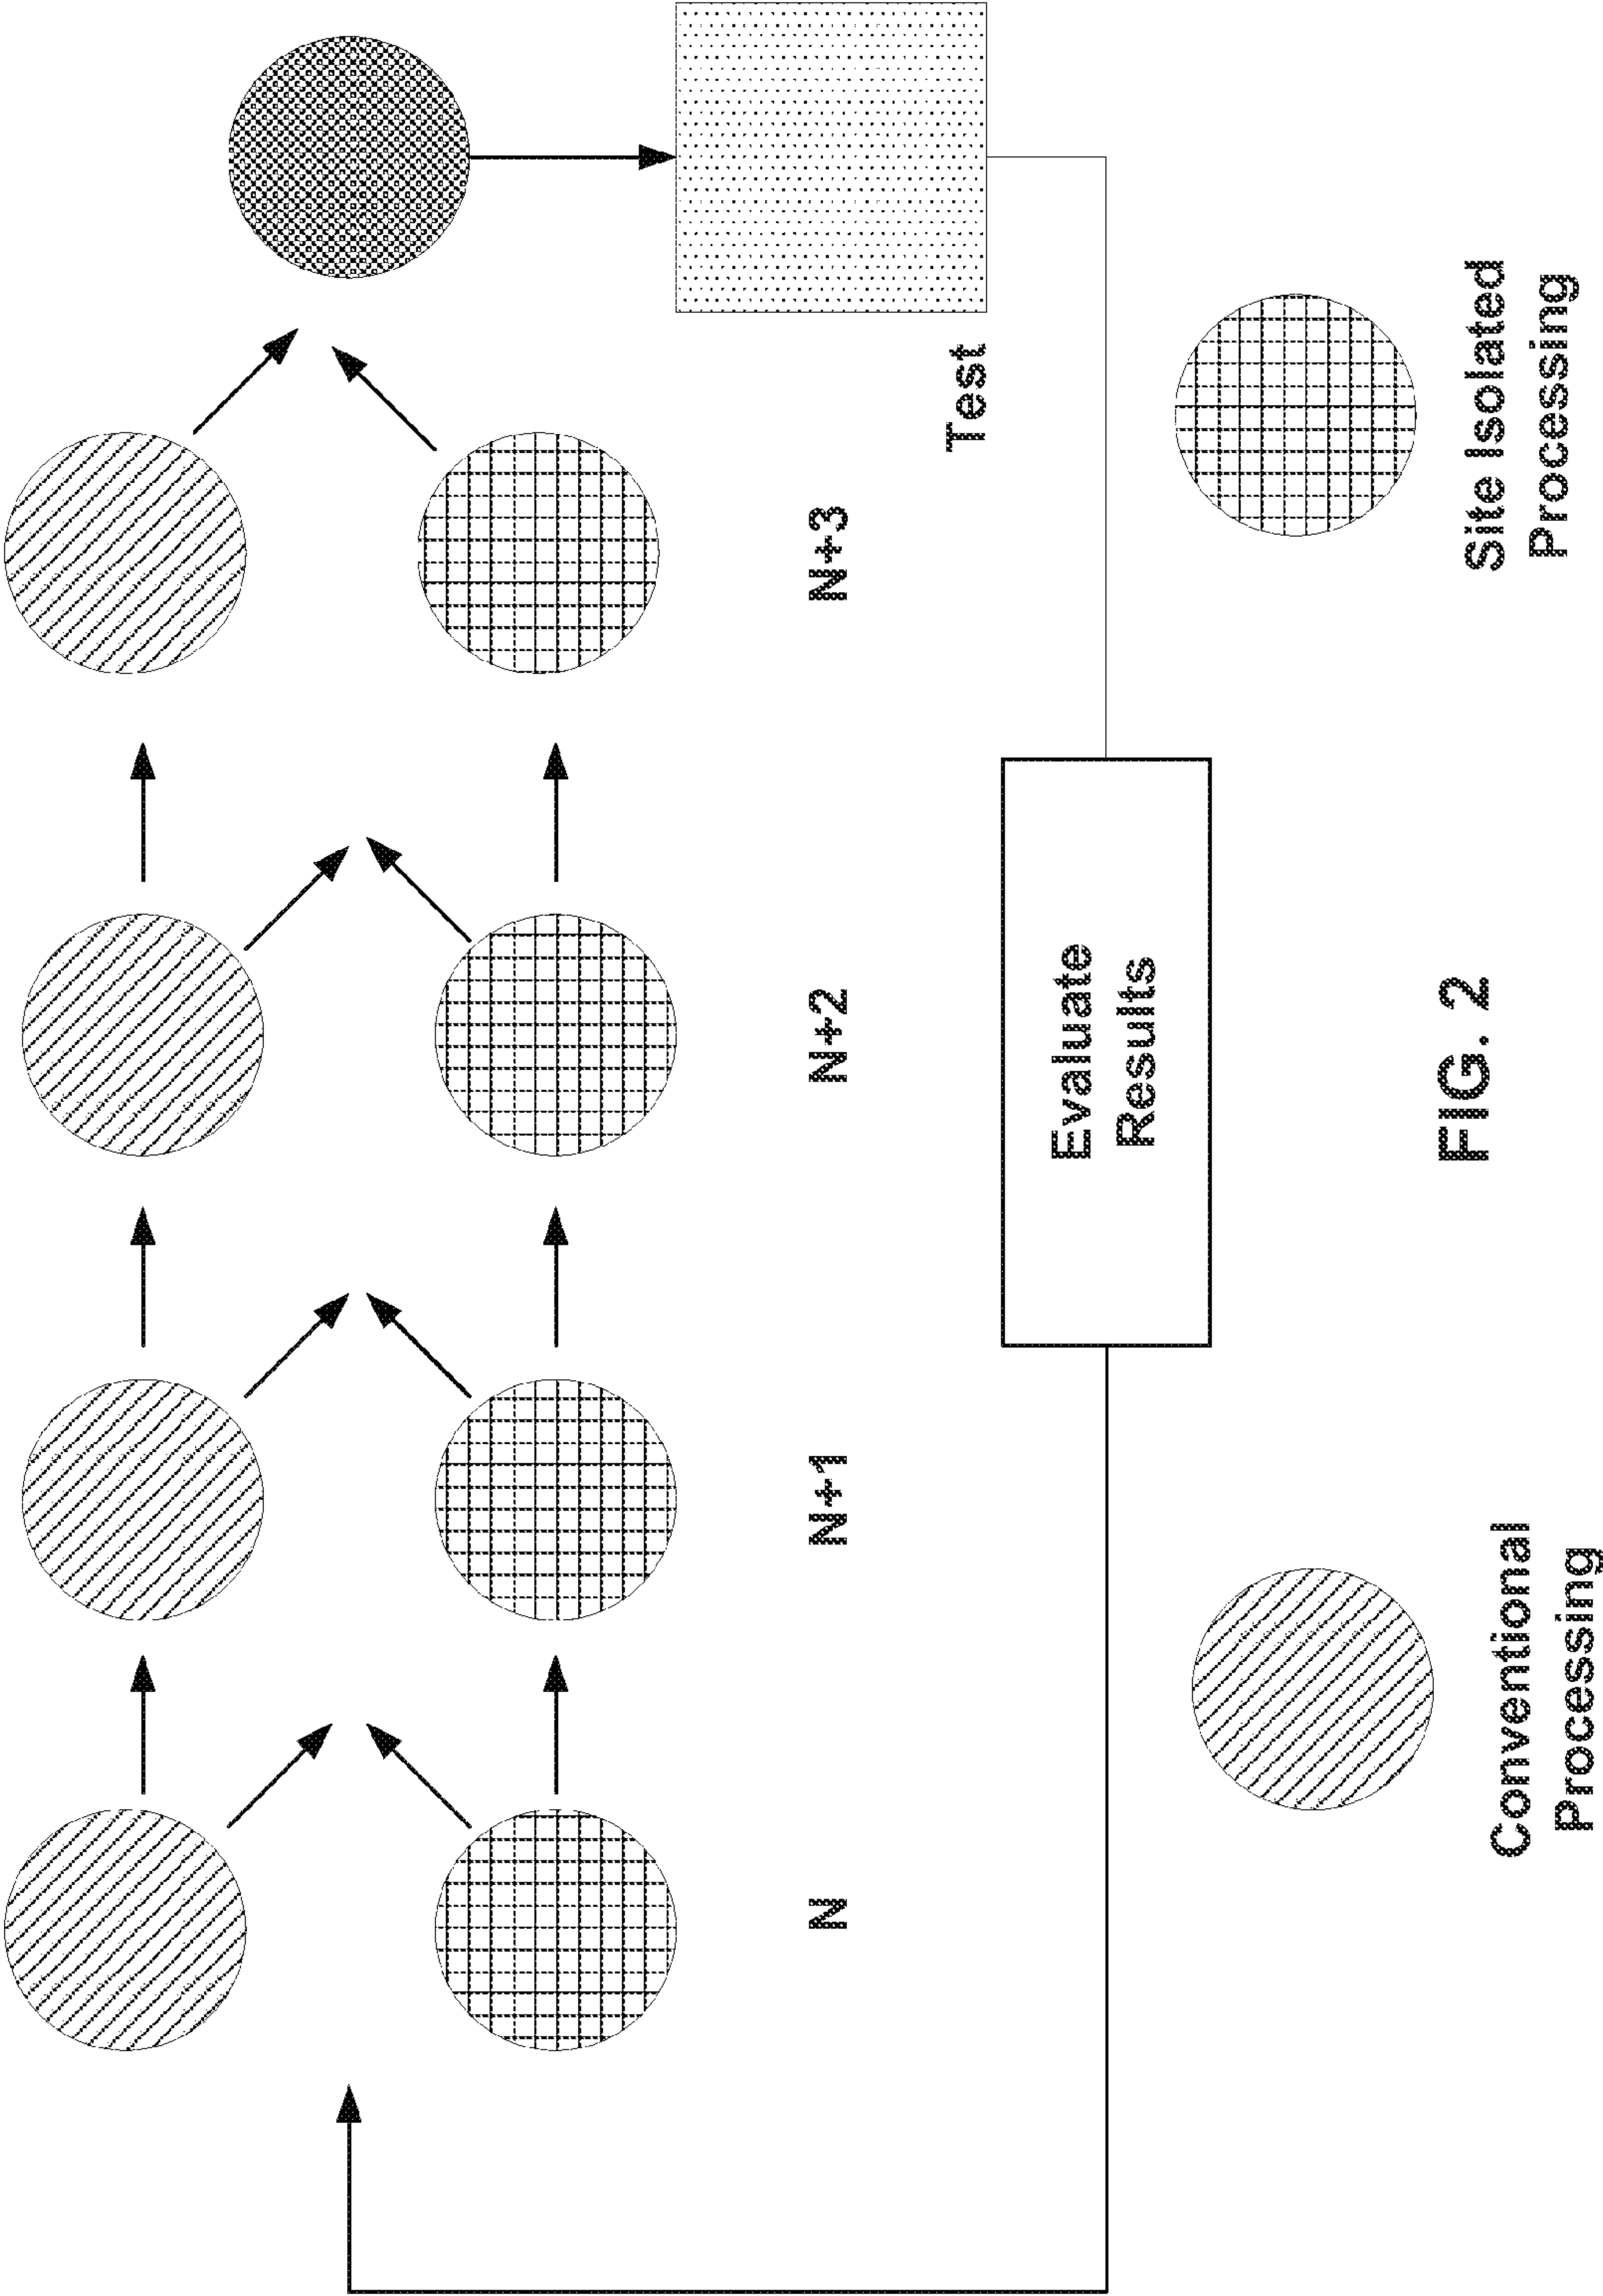 N
N+1
N+2
N+3
Test
Evaluate
Results
Conventional
Processing
Site Isolated
Processing
FIG. 2